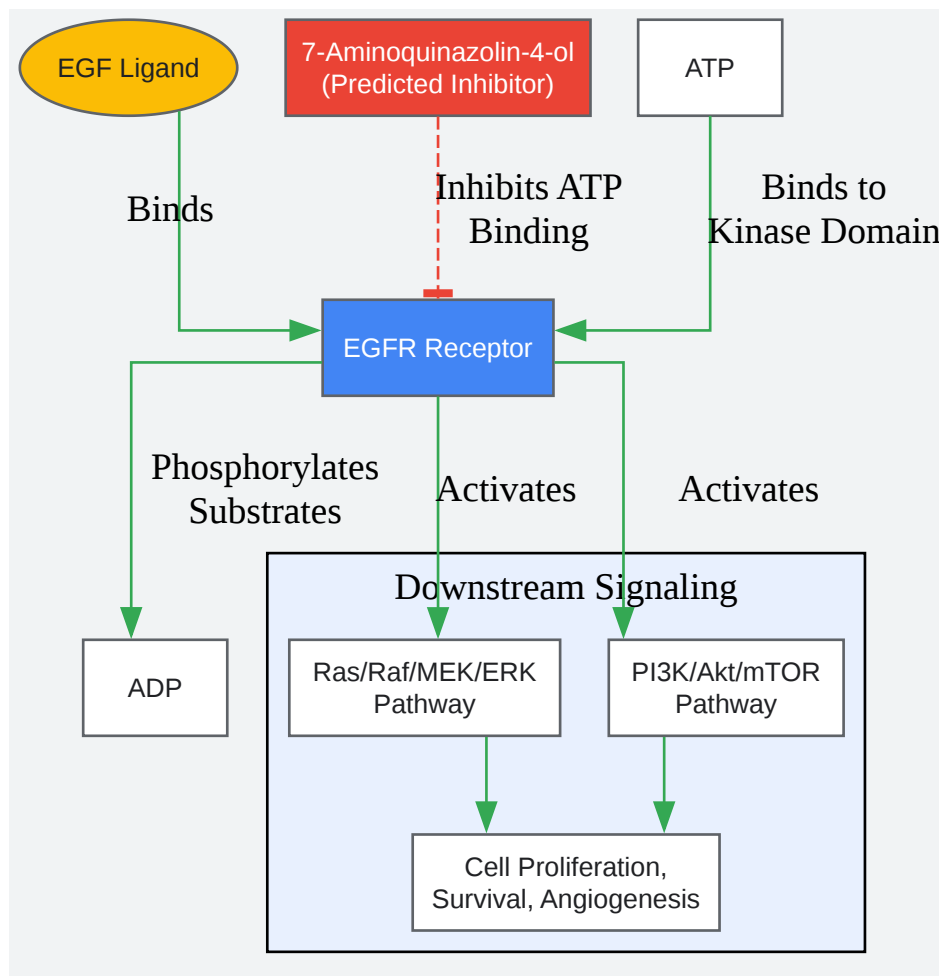 EGF Ligand
7-Aminoquinazolin-4-ol
(Predicted Inhibitor)
ATP
Binds
Inhibits ATP
Binding
Binds to
Kinase Domain
EGFR Receptor
Phosphorylates
Substrates
Activates
Activates
Downstream Signaling
ADP
Ras/Raf/MEK/ERK
Pathway
PI3K/Akt/mTOR
Pathway
Cell Proliferation,
Survival, Angiogenesis